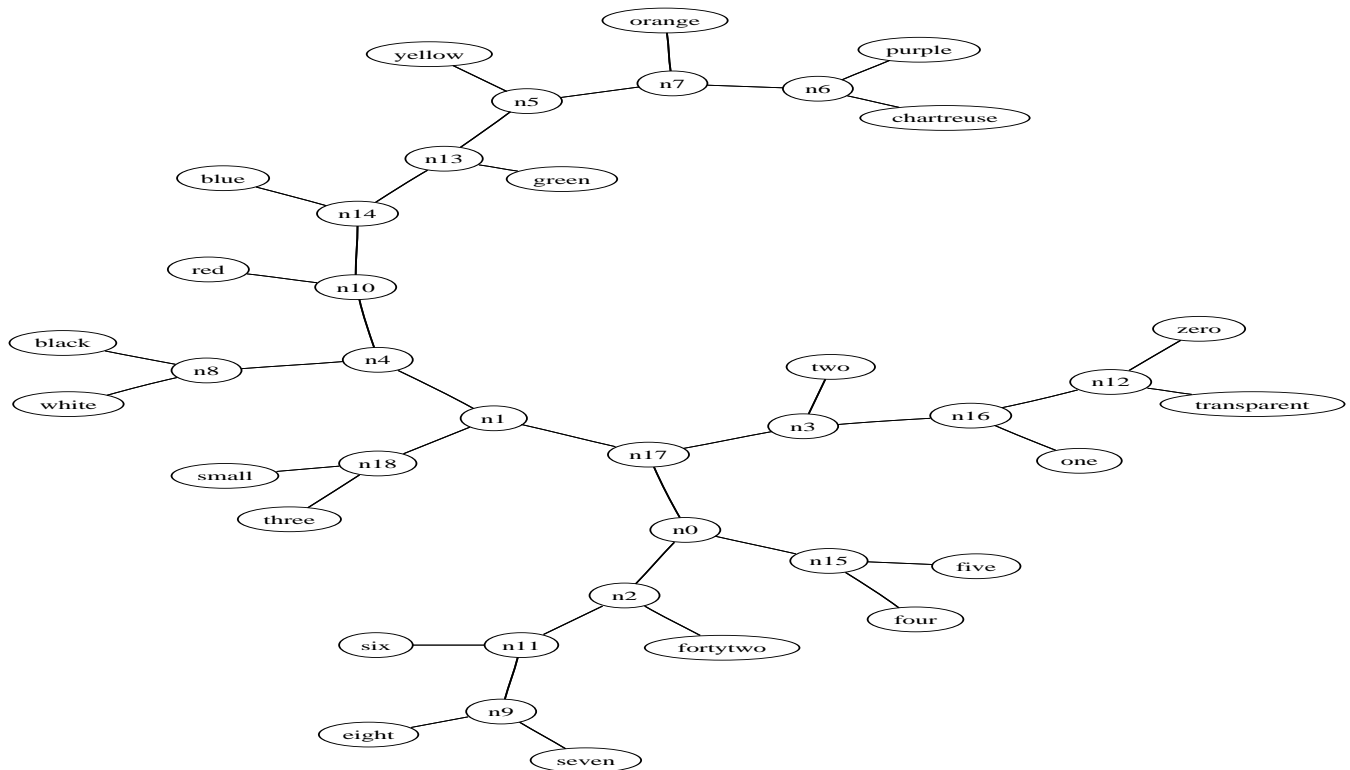 orange
purple
yellow
n7
n6
n5
chartreuse
n13
green
blue
n14
red
n10
zero
black
n4
two
n8
n12
white
transparent
n1
n16
n3
n17
one
n18
small
three
n0
n15
five
n2
four
six
n11
fortytwo
n9
eight
seven